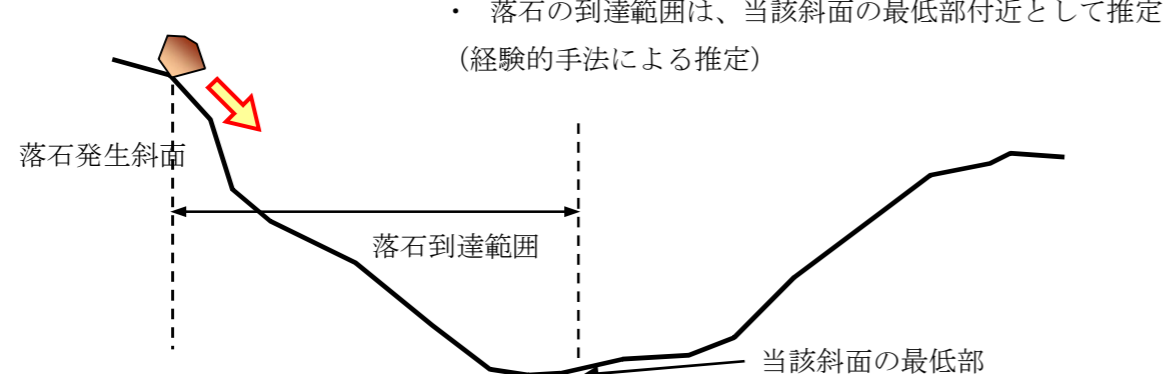 ・ 落石の到達範囲は、当該斜面の最低部付近として推定
（経験的手法による推定）
落石発生斜面
落石到達範囲
当該斜面の最低部